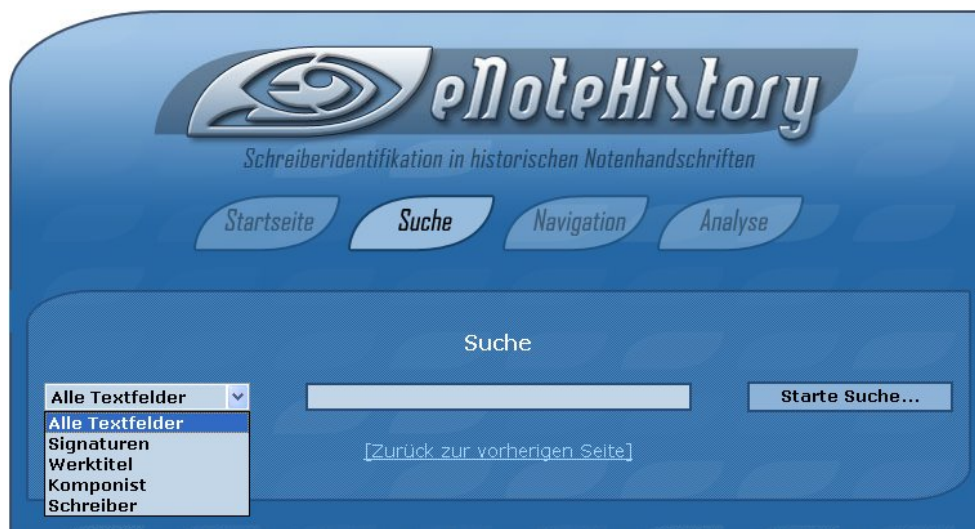 eNoteHistory
Schreiberidentifikation in historischen Notenhandschriften
Startseite Suche Navigation Analyse
Suche
Alle Textfelder Starte Suche...
Alle Textfelder
Signaturen
[Zurück zur vorherigen Seite]
Werktitel
Komponist
Schreiber